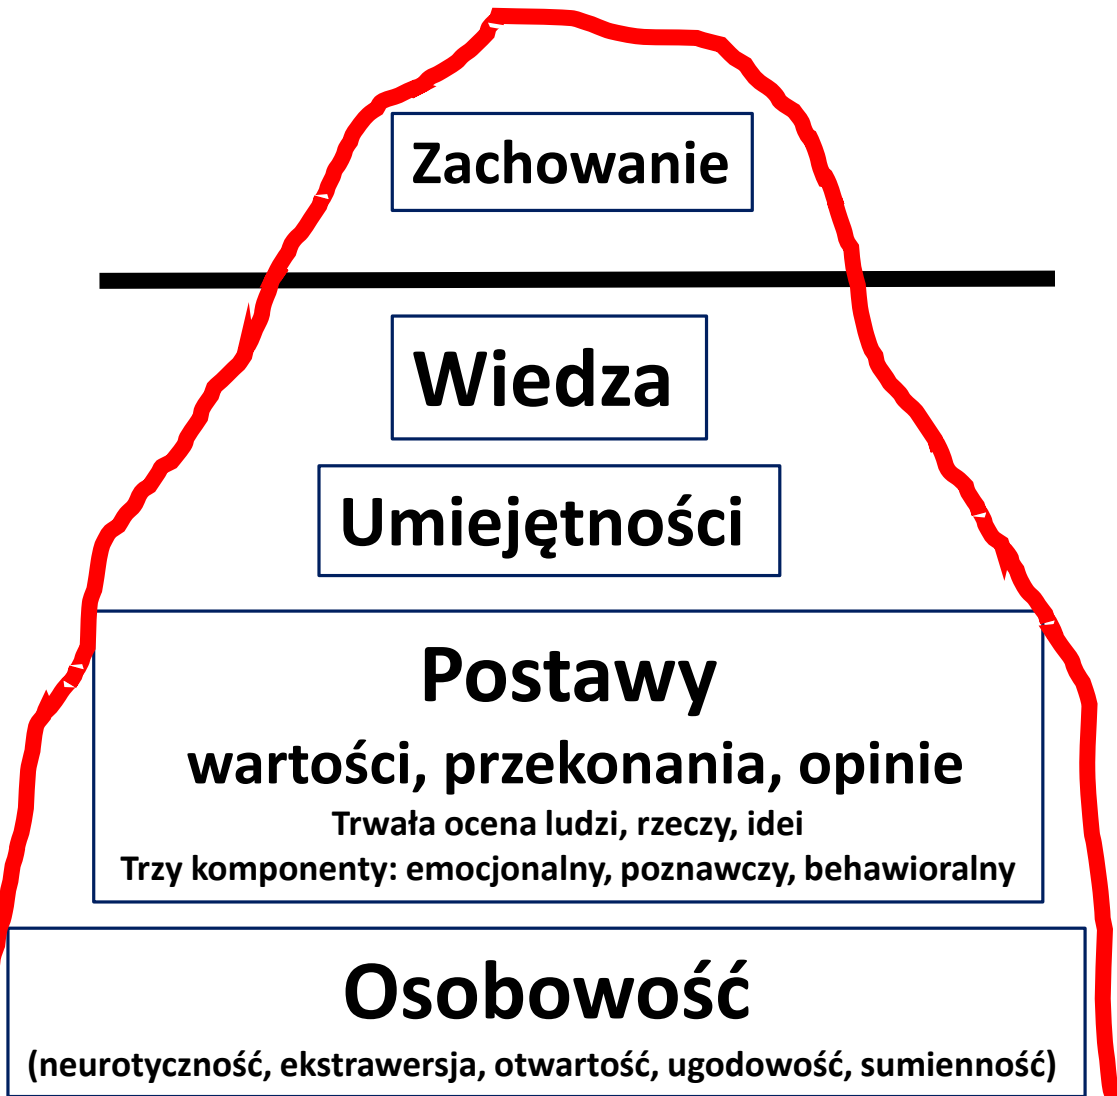 Zachowanie
Wiedza
Umiejętności
Postawy
wartości, przekonania, opinie
Trwała ocena ludzi, rzeczy, idei
Trzy komponenty: emocjonalny, poznawczy, behawioralny
Osobowość
(neurotyczność, ekstrawersja, otwartość, ugodowość, sumienność)